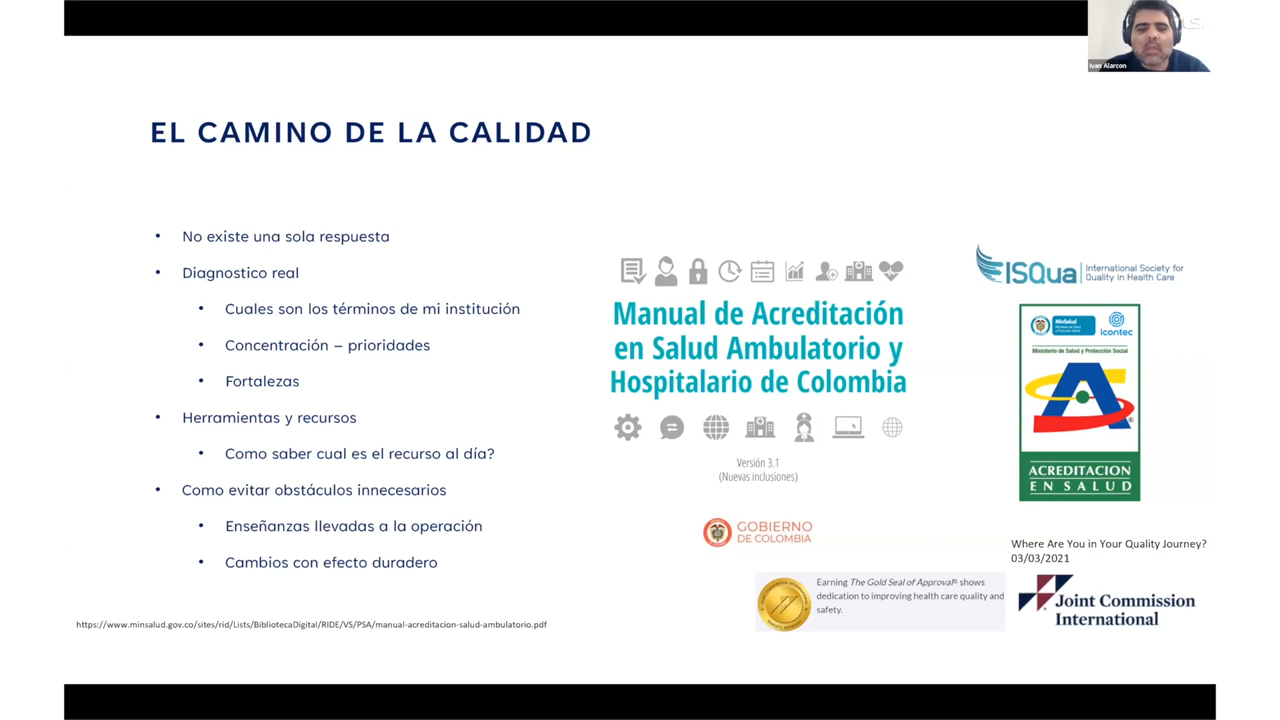 Ivan Alarcon
EL CAMINO DE LA CALIDAD
• No existe una sola respuesta
• Diagnostico real
• Cuales son los términos de mi institución
• Concentración – prioridades
• Fortalezas
• Herramientas y recursos
• Como saber cual es el recurso al día?
• Como evitar obstáculos innecesarios
• Enseñanzas llevadas a la operación
• Cambios con efecto duradero
https://www.minsalud.gov.co/sites/rid/Lists/BibliotecaDigital/RIDE/VS/PSA/manual-acreditacion-salud-ambulatorio.pdf
Manual de Acreditación
en Salud Ambulatorio y
Hospitalario de Colombia
Versión 3.1
(Nuevas inclusiones)
GOBIERNO
DE COLOMBIA
Earning The Gold Seal of Approval® shows
dedication to improving health care quality and
safety.
ISQua
International Society for
Quality in Health Care
MinSalud
icontec
Ministerio de Salud y Protección Social
®
ACREDITACION
EN SALUD
Where Are You in Your Quality Journey?
03/03/2021
Joint Commission
International